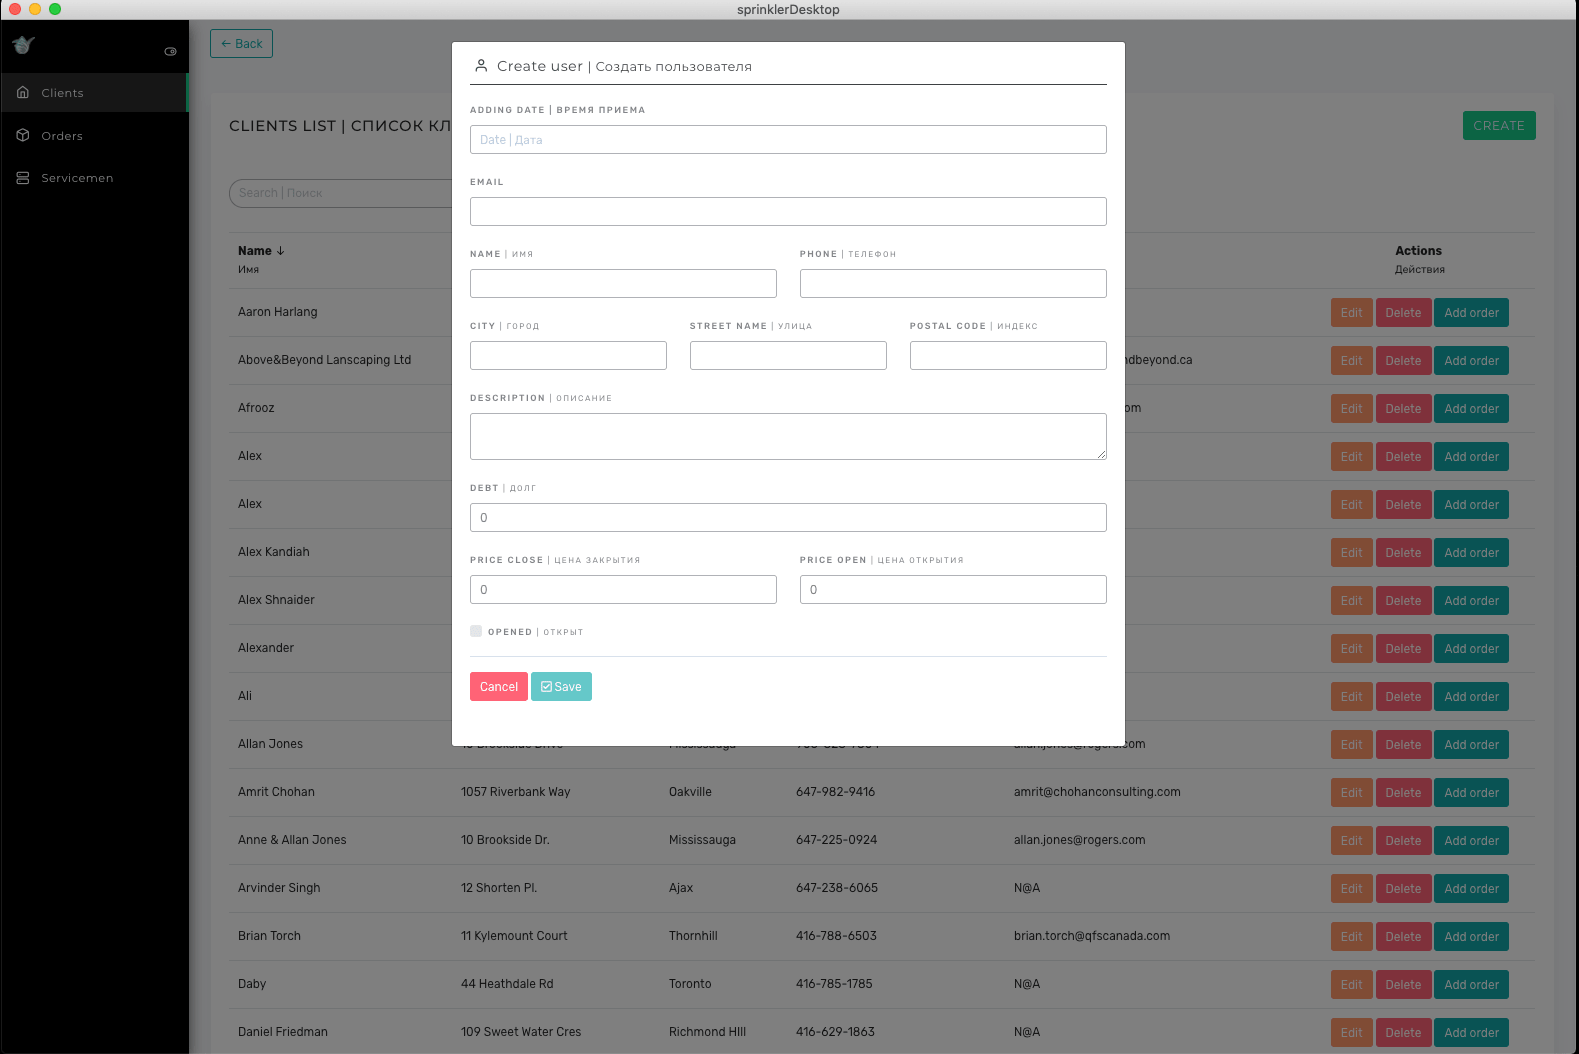 sprinklerDesktop
← Back
Clients
Orders
Servicemen
CLIENTS LIST | СПИСОК КЛ
CREATE
Search | Поиск
Create user | Создать пользователя
ADDING DATE | ВРЕМЯ ПРИЕМА
Date | Дата
EMAIL
NAME | ИМЯ
PHONE | ТЕЛЕФОН
CITY | ГОРОД
STREET NAME | УЛИЦА
POSTAL CODE | ИНДЕКС
DESCRIPTION | ОПИСАНИЕ
DEBT | ДОЛГ
0
PRICE CLOSE | ЦЕНА ЗАКРЫТИЯ
PRICE OPEN | ЦЕНА ОТКРЫТИЯ
0
0
OPENED | ОТКРЫТ
Cancel
Save
Name ↓
Имя
Actions
Действия
Aaron Harlang Edit Delete Add order
Above&Beyond Lanscaping Ltd ndbeyond.ca Edit Delete Add order
Afrooz om Edit Delete Add order
Alex Edit Delete Add order
Alex Edit Delete Add order
Alex Kandiah Edit Delete Add order
Alex Shnaider Edit Delete Add order
Alexander Edit Delete Add order
Ali Edit Delete Add order
Allan Jones Brookside Drive Mississauga allan.jones@rogers.com Edit Delete Add order
Amrit Chohan 1057 Riverbank Way Oakville 647-982-9416 amrit@chohanconsulting.com Edit Delete Add order
Anne & Allan Jones 10 Brookside Dr. Mississauga 647-225-0924 allan.jones@rogers.com Edit Delete Add order
Arvinder Singh 12 Shorten Pl. Ajax 647-238-6065 N@A Edit Delete Add order
Brian Torch 11 Kylemount Court Thornhill 416-788-6503 brian.torch@qfscanada.com Edit Delete Add order
Daby 44 Heathdale Rd Toronto 416-785-1785 N@A Edit Delete Add order
Daniel Friedman 109 Sweet Water Cres Richmond HIll 416-629-1863 N@A Edit Delete Add order